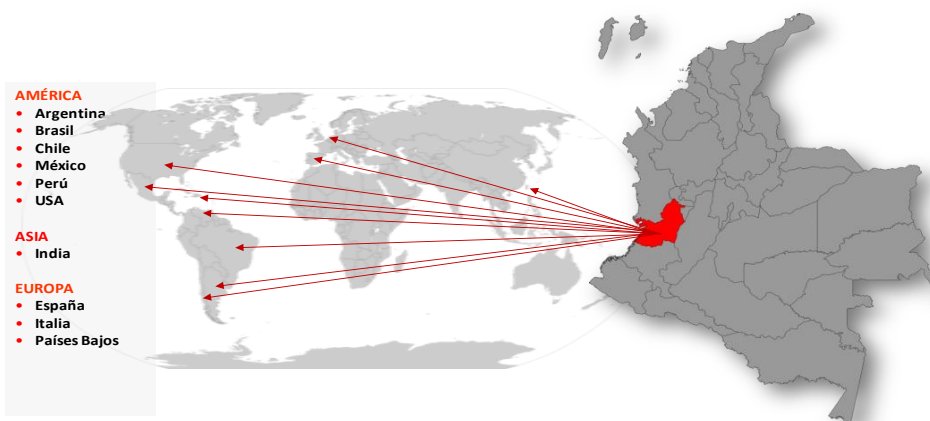 AMÉRICA
• Argentina
• Brasil
• Chile
• México
• Perú
• USA
ASIA
• India
EUROPA
• España
• Italia
• Países Bajos